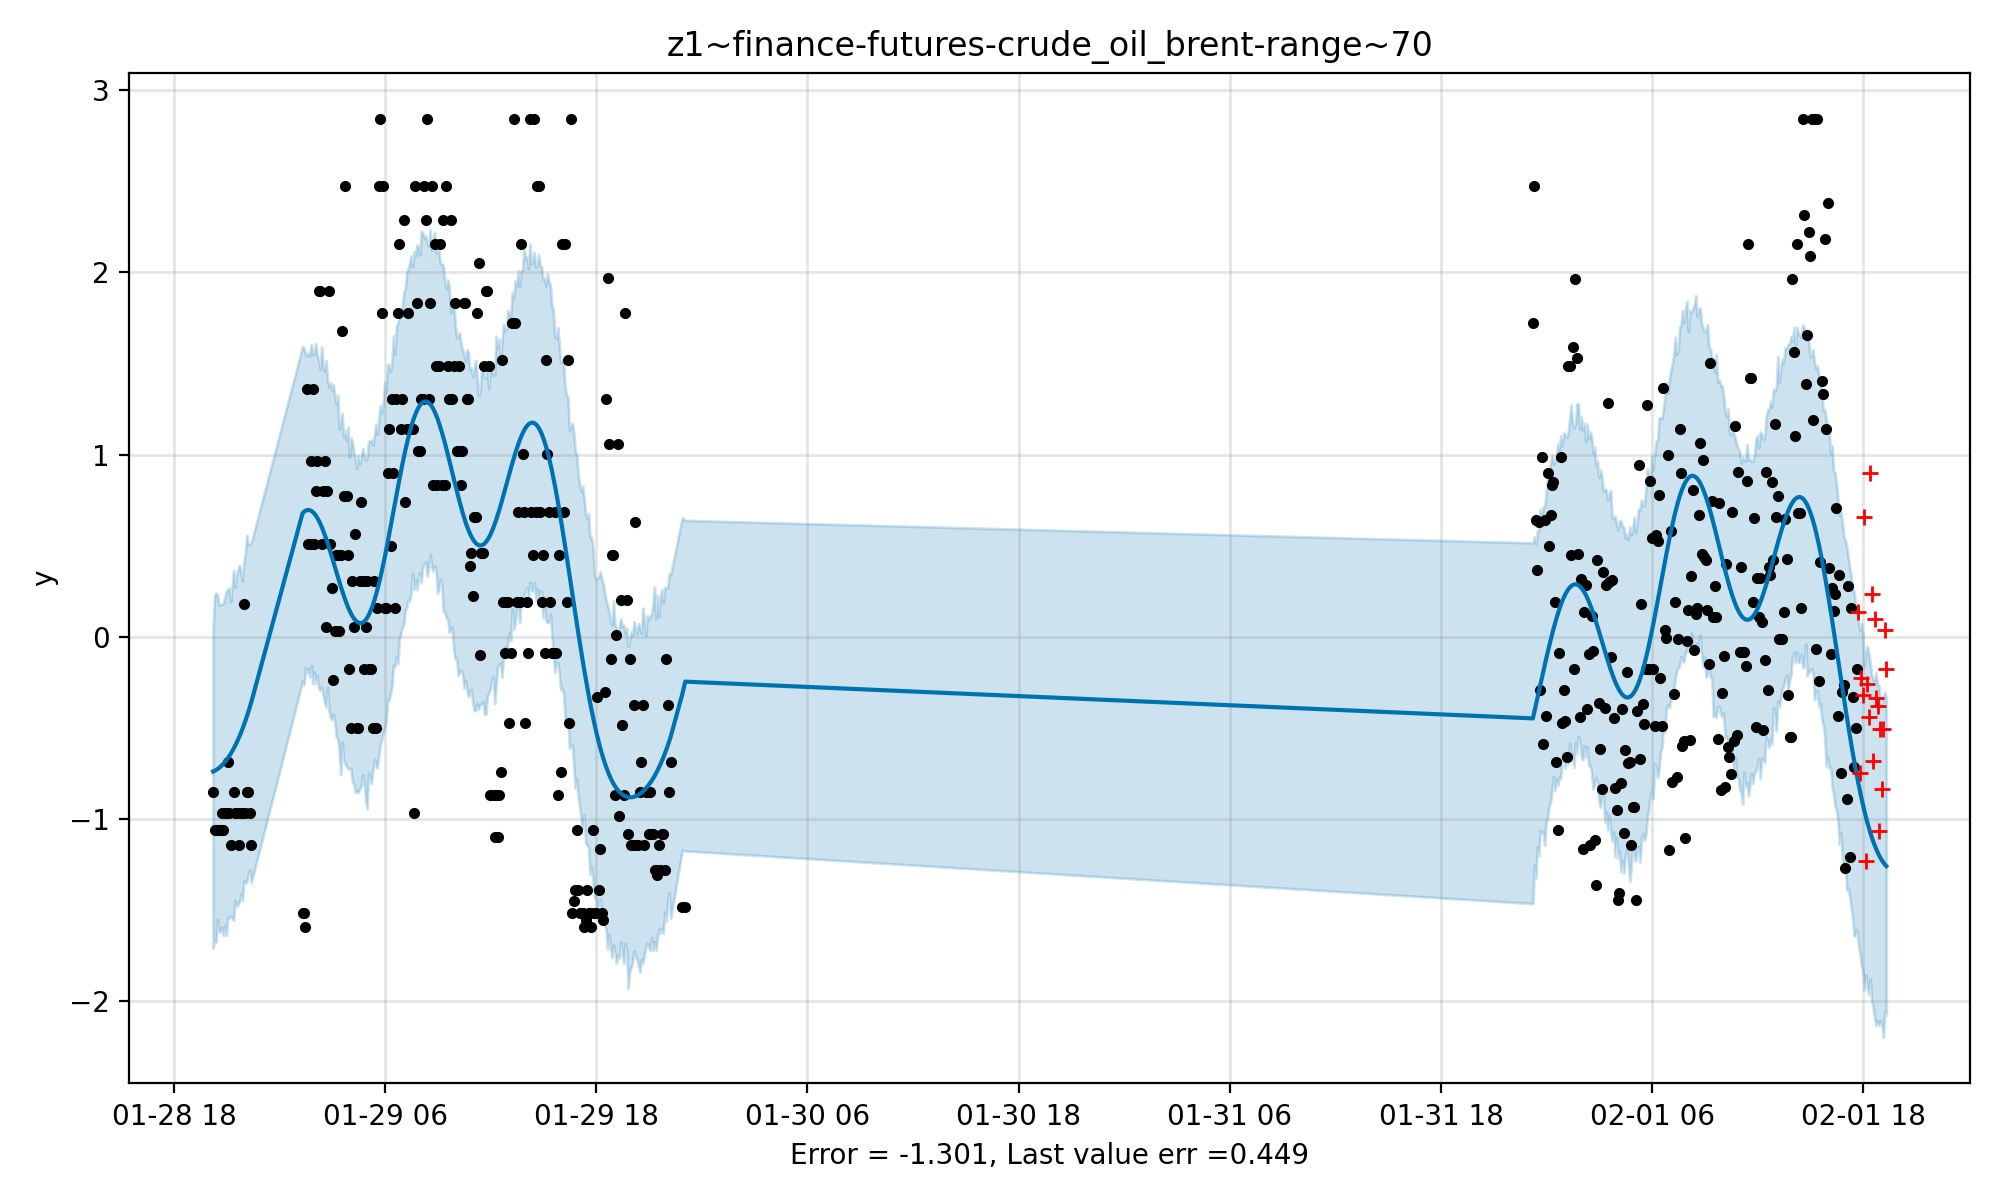 z1~finance-futures-crude_oil_brent-range~70
3
2
1
0
−1
−2
y
01-28 18 01-29 06 01-29 18 01-30 06 01-30 18 01-31 06 01-31 18 02-01 06 02-01 18
Error = -1.301, Last value err =0.449